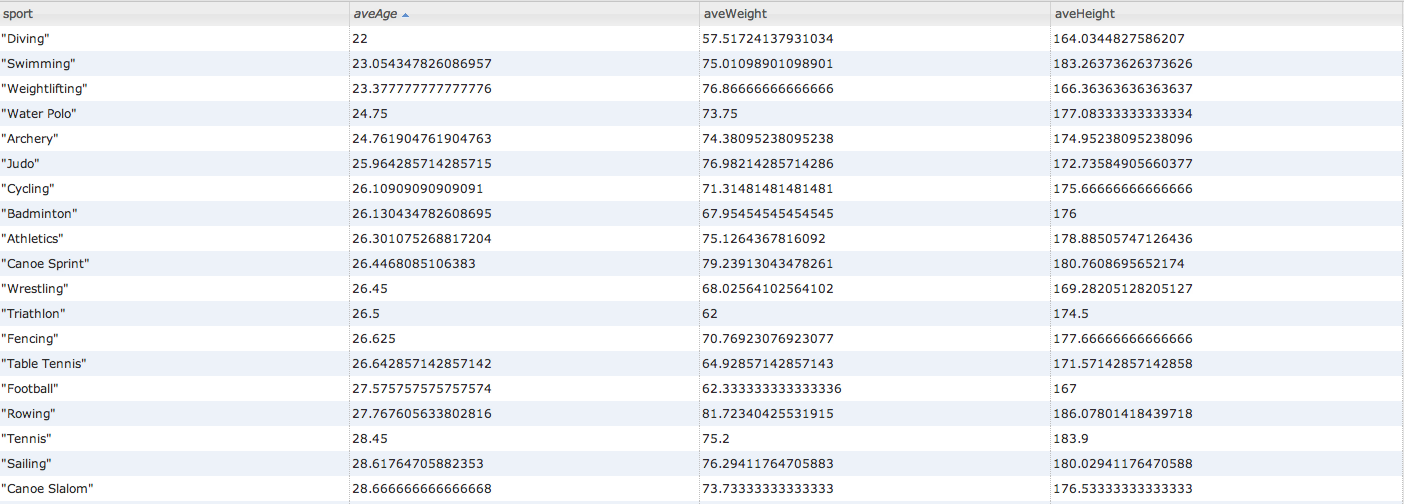 sport aveAge aveWeight aveHeight
"Diving" 22 57.51724137931034 164.0344827586207
"Swimming" 23.054347826086957 75.01098901098901 183.26373626373626
"Weightlifting" 23.377777777777776 76.86666666666666 166.36363636363637
"Water Polo" 24.75 73.75 177.08333333333334
"Archery" 24.761904761904763 74.38095238095238 174.95238095238096
"Judo" 25.964285714285715 76.98214285714286 172.73584905660377
"Cycling" 26.10909090909091 71.31481481481481 175.66666666666666
"Badminton" 26.130434782608695 67.95454545454545 176
"Athletics" 26.301075268817204 75.1264367816092 178.88505747126436
"Canoe Sprint" 26.4468085106383 79.23913043478261 180.7608695652174
"Wrestling" 26.45 68.02564102564102 169.28205128205127
"Triathlon" 26.5 62 174.5
"Fencing" 26.625 70.76923076923077 177.66666666666666
"Table Tennis" 26.642857142857142 64.92857142857143 171.57142857142858
"Football" 27.575757575757574 62.333333333333336 167
"Rowing" 27.767605633802816 81.72340425531915 186.07801418439718
"Tennis" 28.45 75.2 183.9
"Sailing" 28.61764705882353 76.29411764705883 180.02941176470588
"Canoe Slalom" 28.666666666666668 73.73333333333333 176.53333333333333